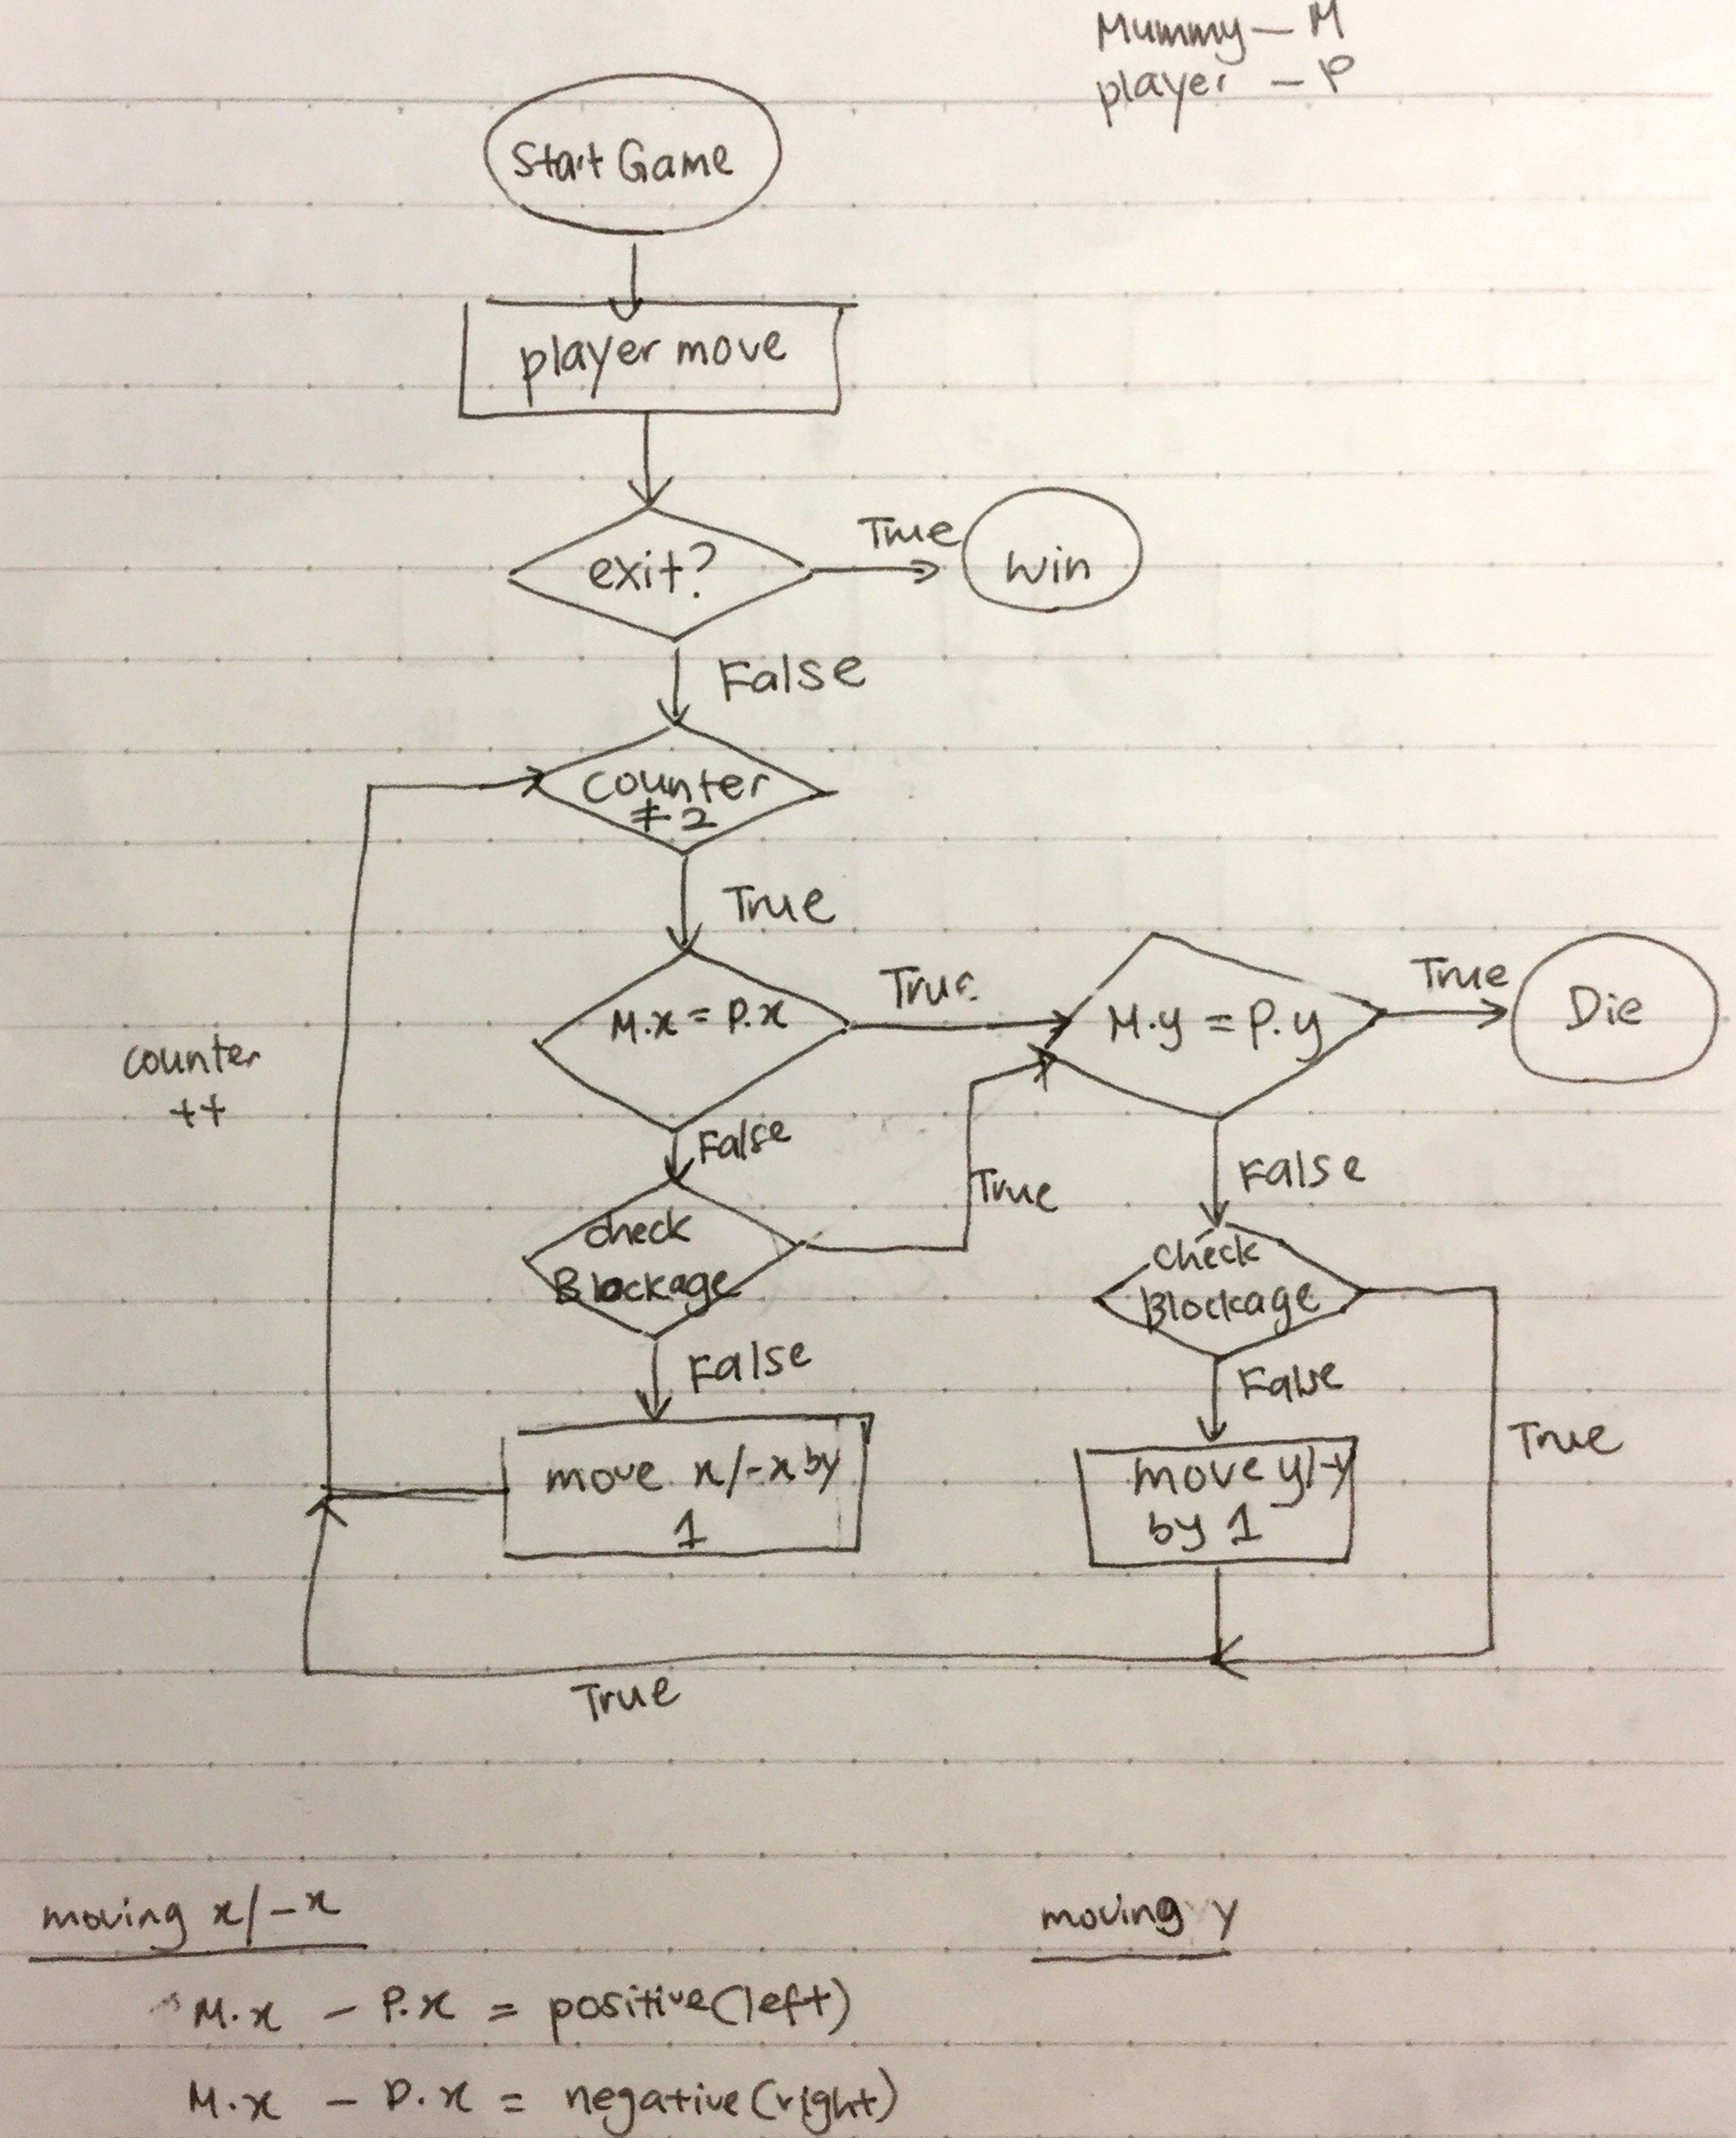 Mummy — M
player — P
Start Game
player move
exit?
True
win
False
counter
≠ 2
True
M.x = P.x
True
M.y = P.y
True
Die
counter
++
False
check
Blockage
True
False
check
Blockage
False
False
True
move x/-x by
1
move y/-y
by 1
True
moving x/-x
moving y
M.x - P.x = positive (left)
M.x - P.x = negative (right)